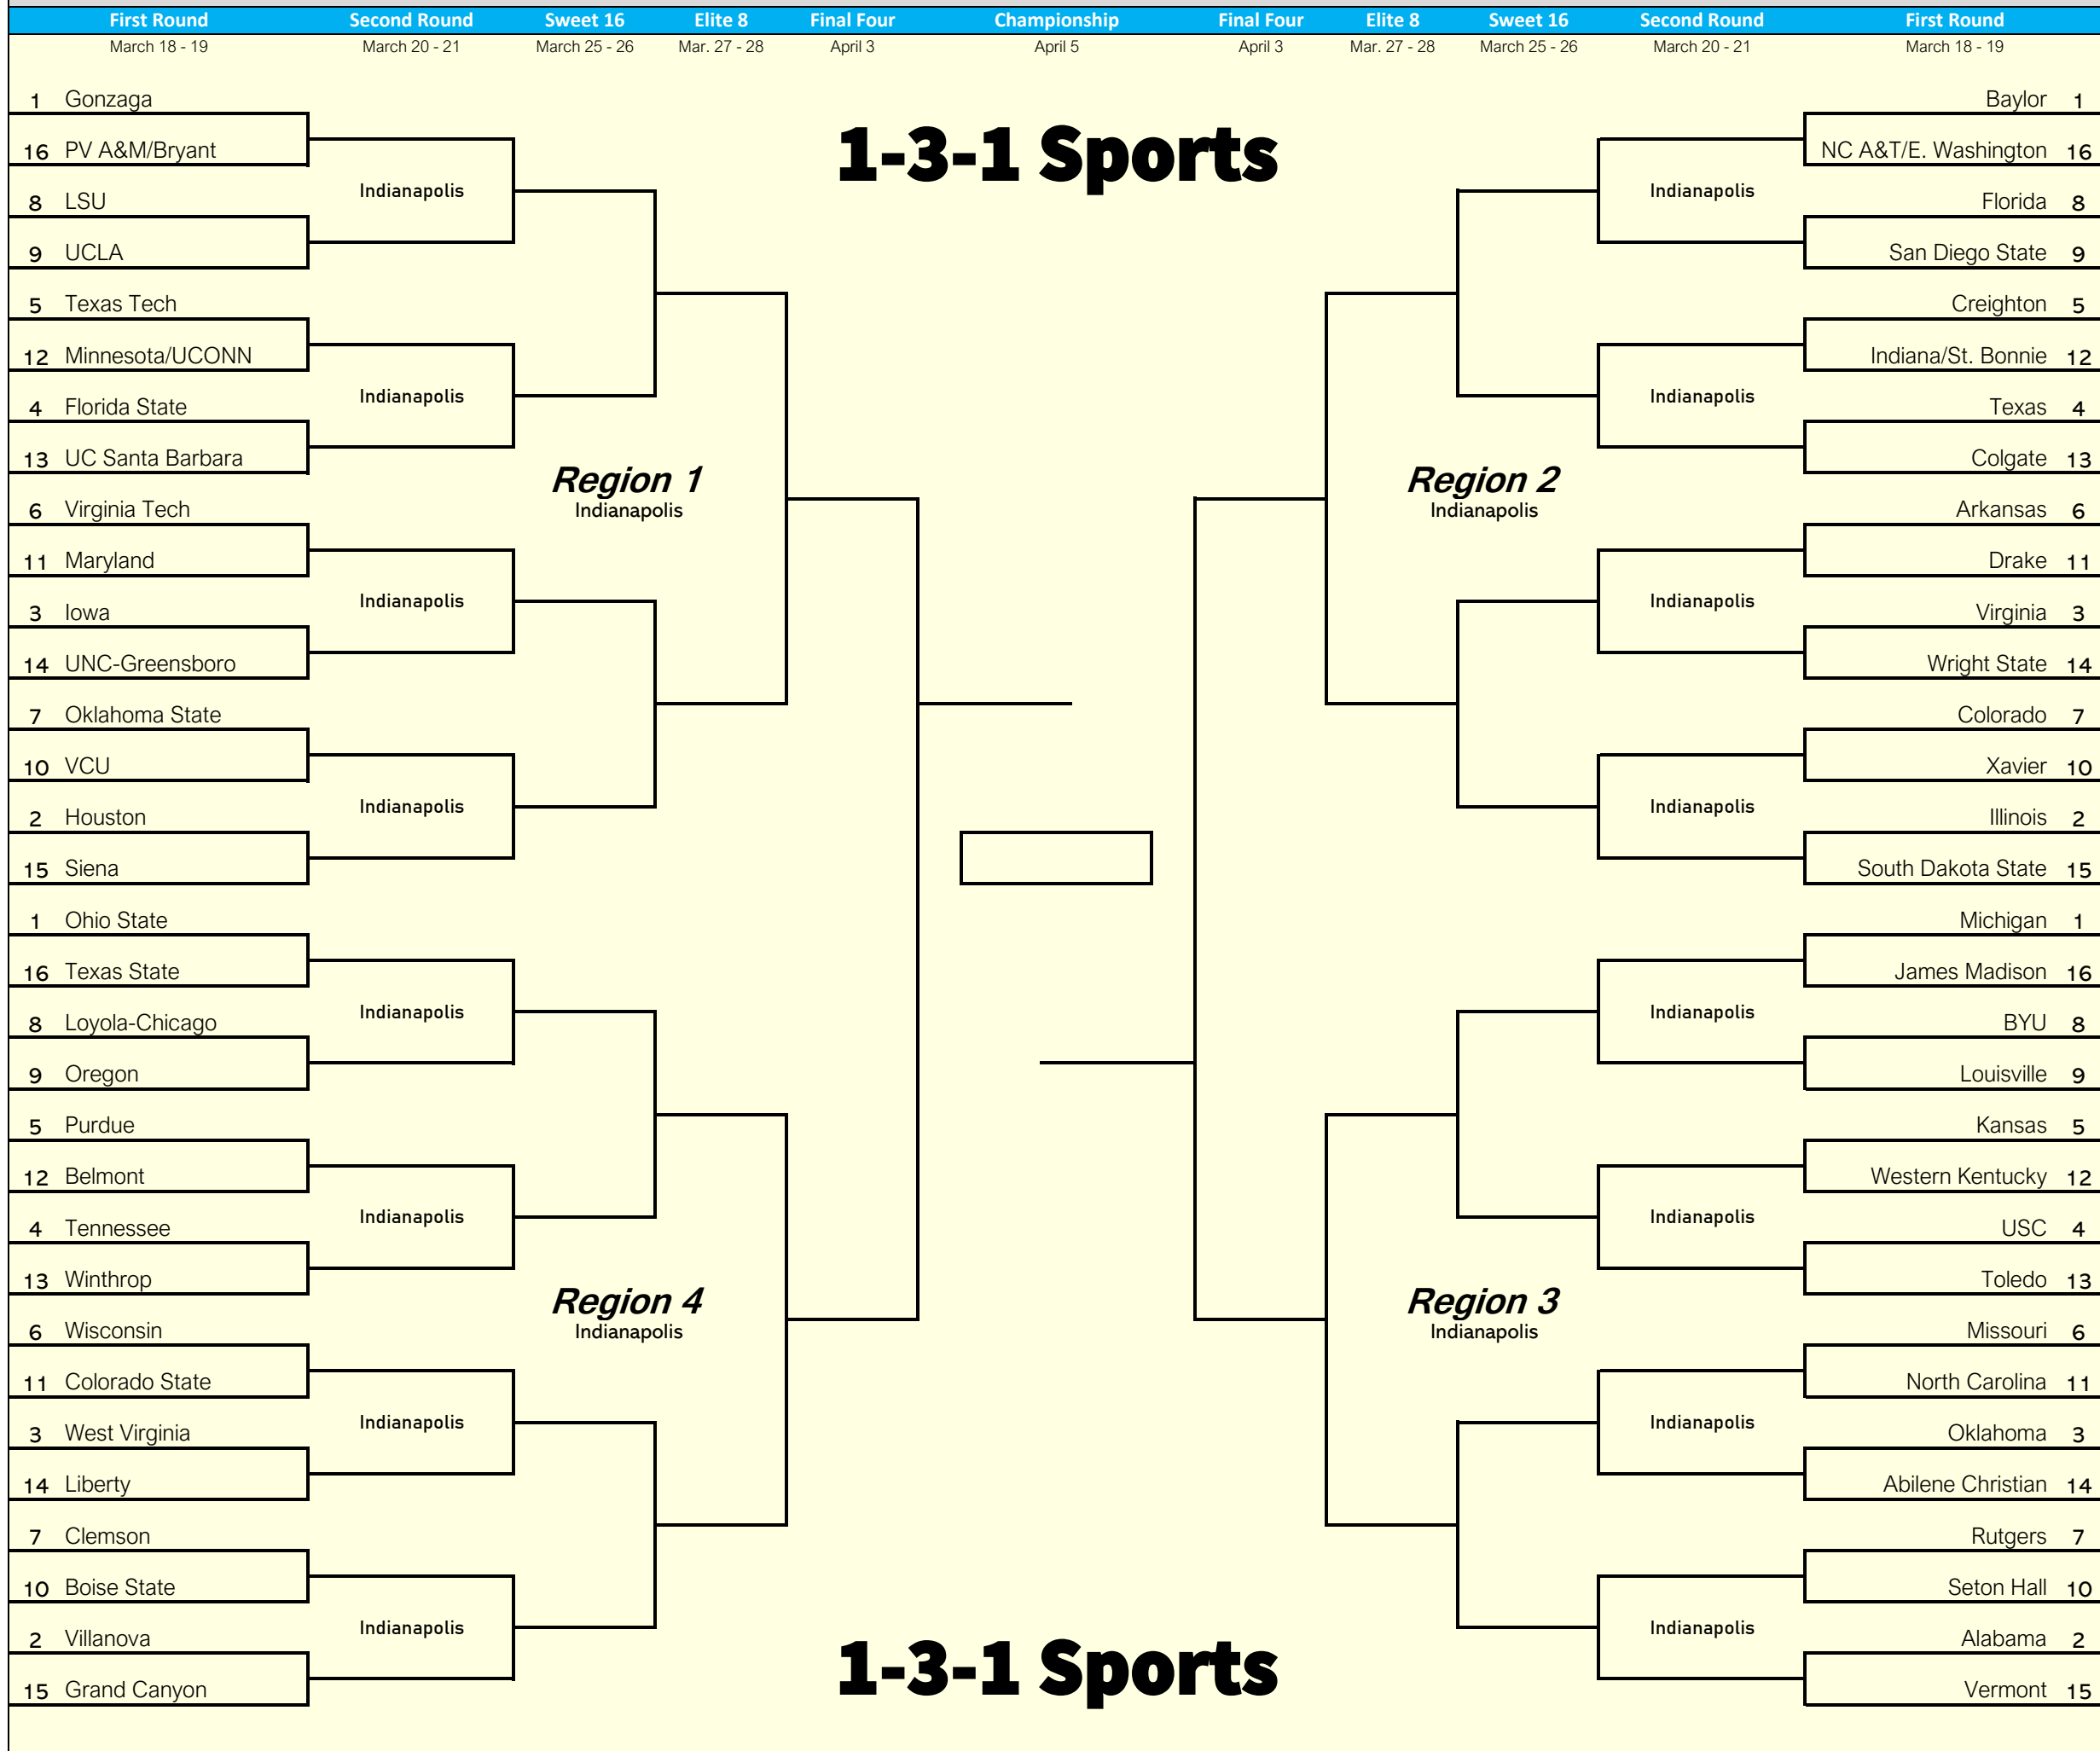 First Round Second Round Sweet 16 Elite 8 Final Four Championship Final Four Elite 8 Sweet 16 Second Round First Round
March 18 - 19 March 20 - 21 March 25 - 26 Mar. 27 - 28 April 3 April 5 April 3 Mar. 27 - 28 March 25 - 26 March 20 - 21 March 18 - 19
1-3-1 Sports
1 Gonzaga
16 PV A&M/Bryant
Indianapolis
8 LSU
9 UCLA
5 Texas Tech
12 Minnesota/UCONN
Indianapolis
4 Florida State
13 UC Santa Barbara
Region 1
Indianapolis
6 Virginia Tech
11 Maryland
Indianapolis
3 Iowa
14 UNC-Greensboro
7 Oklahoma State
10 VCU
Indianapolis
2 Houston
15 Siena
1 Ohio State
16 Texas State
Indianapolis
8 Loyola-Chicago
9 Oregon
5 Purdue
12 Belmont
Indianapolis
4 Tennessee
13 Winthrop
Region 4
Indianapolis
6 Wisconsin
11 Colorado State
Indianapolis
3 West Virginia
14 Liberty
7 Clemson
10 Boise State
Indianapolis
2 Villanova
15 Grand Canyon
Baylor 1
NC A&T/E. Washington 16
Indianapolis
Florida 8
San Diego State 9
Creighton 5
Indiana/St. Bonnie 12
Indianapolis
Texas 4
Colgate 13
Region 2
Indianapolis
Arkansas 6
Drake 11
Indianapolis
Virginia 3
Wright State 14
Colorado 7
Xavier 10
Indianapolis
Illinois 2
South Dakota State 15
Michigan 1
James Madison 16
Indianapolis
BYU 8
Louisville 9
Kansas 5
Western Kentucky 12
Indianapolis
USC 4
Toledo 13
Region 3
Indianapolis
Missouri 6
North Carolina 11
Indianapolis
Oklahoma 3
Abilene Christian 14
Rutgers 7
Seton Hall 10
Indianapolis
Alabama 2
Vermont 15
1-3-1 Sports